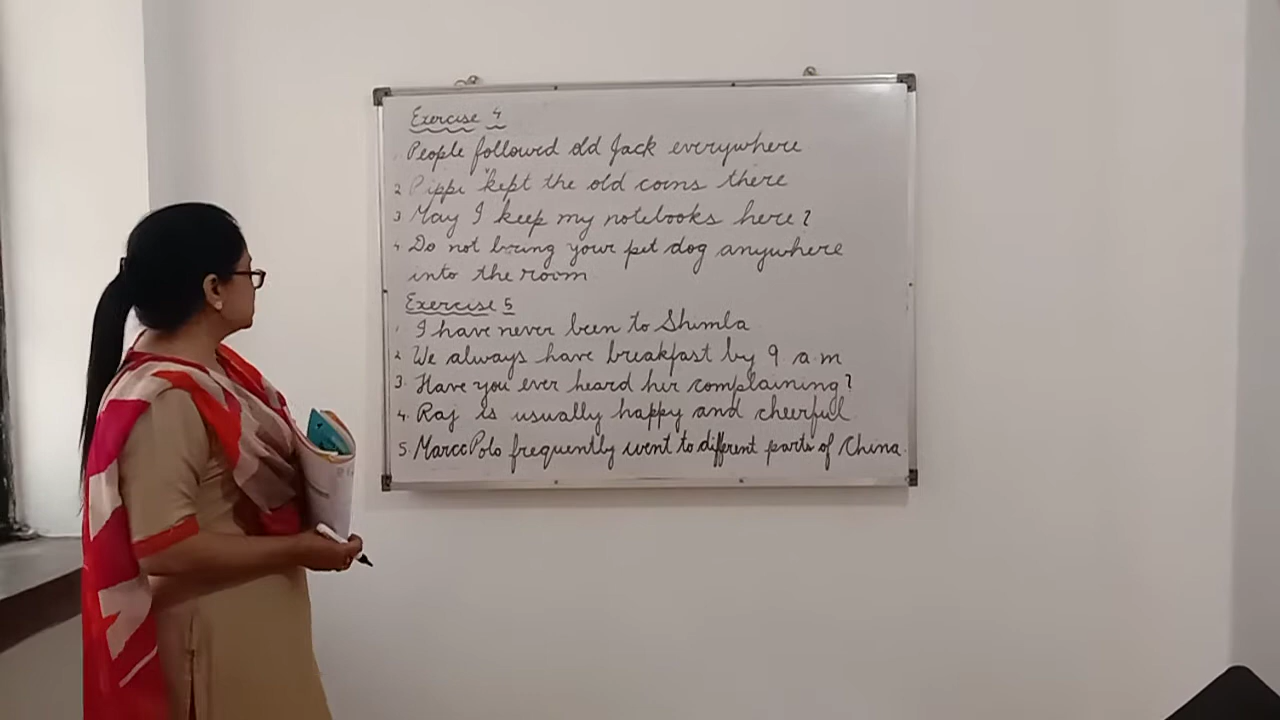 Exercise 4
1. People followed old Jack everywhere
2 Pippi kept the old coins there
3 May I keep my notebooks here?
4 Do not bring your pet dog anywhere
into the room
Exercise 5
1. I have never been to Shimla
2. We always have breakfast by 9 a.m
3. Have you ever heard her complaining?
4. Raj is usually happy and cheerful
5. Marco Polo frequently went to different parts of China.